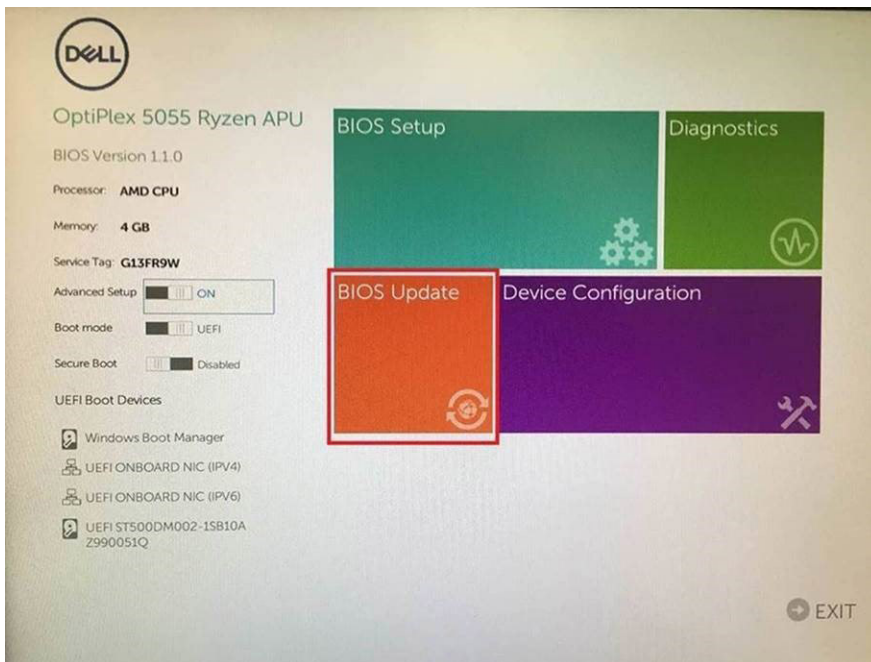 DELL
OptiPlex 5055 Ryzen APU
BIOS Version 1.1.0
Processor: AMD CPU
Memory: 4 GB
Service Tag: G13FR9W
Advanced Setup ON
Boot mode UEFI
Secure Boot Disabled
UEFI Boot Devices
Windows Boot Manager
UEFI ONBOARD NIC (IPV4)
UEFI ONBOARD NIC (IPV6)
UEFI ST500DM002-1SB10A
Z990051Q
BIOS Setup
Diagnostics
BIOS Update
Device Configuration
EXIT